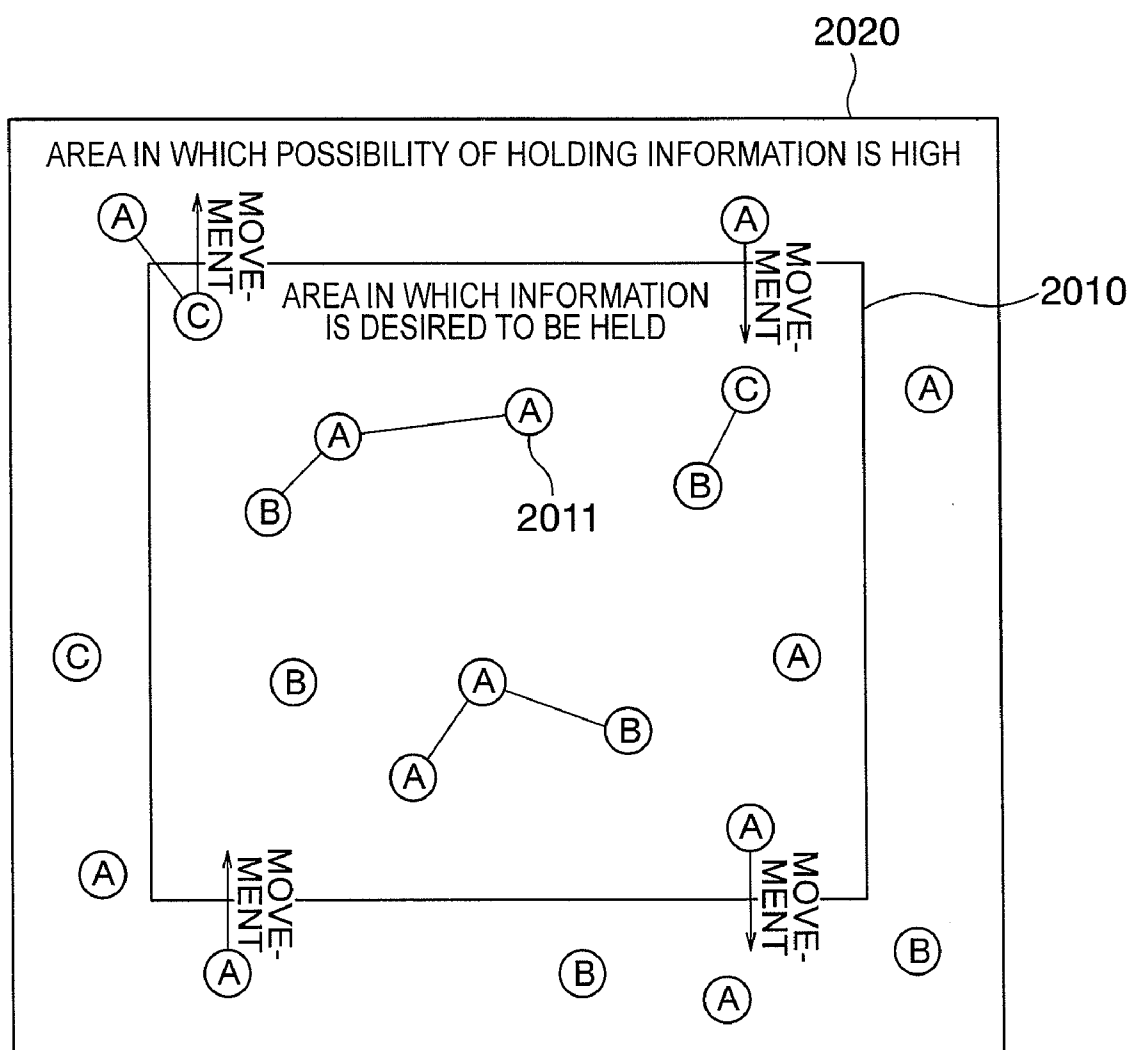 2020
AREA IN WHICH POSSIBILITY OF HOLDING INFORMATION IS HIGH
A
MOVE-
MENT
A
MOVE-
MENT
2010
C
AREA IN WHICH INFORMATION
IS DESIRED TO BE HELD
A
C
A
A
B
B
2011
C
B
A
A
B
A
A
A
MOVE-
MENT
MOVE-
MENT
A
B
A
B